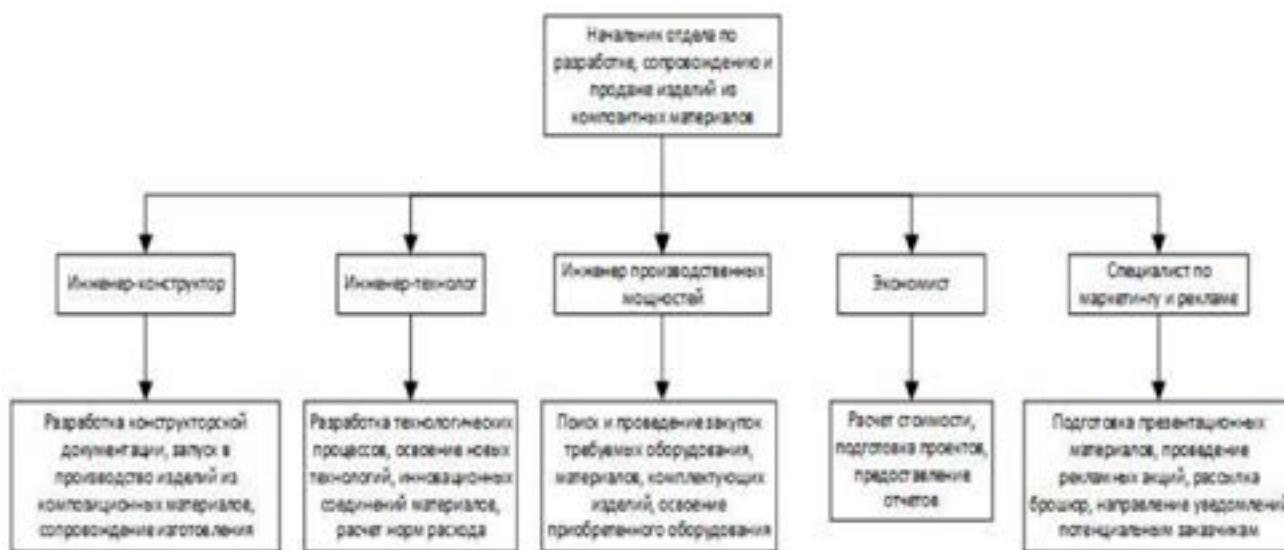 Начальник отдела по
разработке, сопровождению и
продаже изделий из
композитных материалов
Инженер-конструктор
Инженер-технолог
Инженер производственных
мощностей
Экономист
Специалист по
маркетингу и рекламе
Разработка конструкторской
документации, запуск в
производство изделий из
композиционных материалов,
сопровождение изготовления
Разработка технологических
процессов, освоение новых
технологий, инновационных
соединений материалов,
расчет норм расхода
Поиск и проведение закупок
требуемых оборудования,
материалов, комплектующих
изделий, освоение
приобретенного оборудования
Расчет стоимости,
подготовка проектов,
предоставление
отчетов
Подготовка презентационных
материалов, проведение
рекламных акций, рассылка
брошюр, направление уведомлений
потенциальным заказчикам